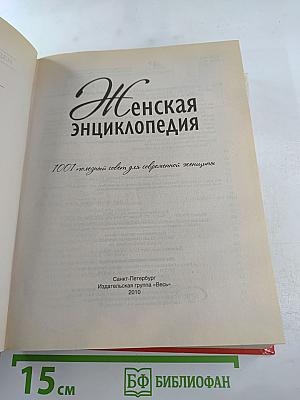 Женская
ЭНЦИКЛОПЕДИЯ
1001 полезный совет для современной женщины
Санкт-Петербург
Издательская группа «Весь»
2010
15 см
БФ БИБЛИОФАН